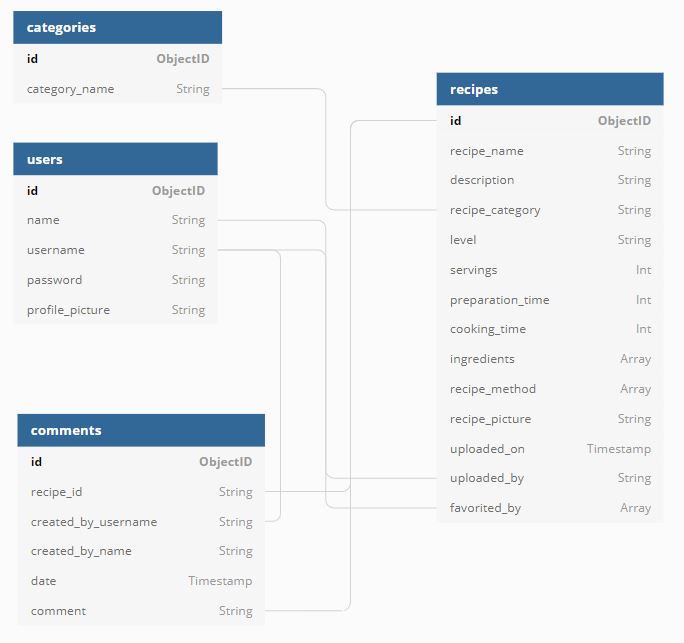 categories
id ObjectID
category_name String
users
id ObjectID
name String
username String
password String
profile_picture String
comments
id ObjectID
recipe_id String
created_by_username String
created_by_name String
date Timestamp
comment String
recipes
id ObjectID
recipe_name String
description String
recipe_category String
level String
servings Int
preparation_time Int
cooking_time Int
ingredients Array
recipe_method Array
recipe_picture String
uploaded_on Timestamp
uploaded_by String
favorited_by Array